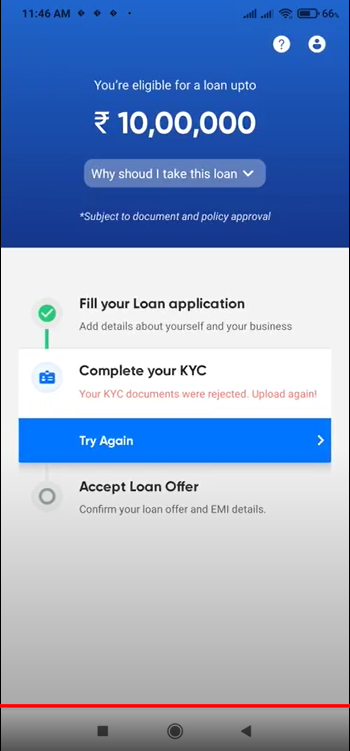 11:46 AM
66%
You're eligible for a loan upto
₹ 10,00,000
Why shoud I take this loan
*Subject to document and policy approval
Fill your Loan application
Add details about yourself and your business
Complete your KYC
Your KYC documents were rejected. Upload again!
Try Again
Accept Loan Offer
Confirm your loan offer and EMI details.